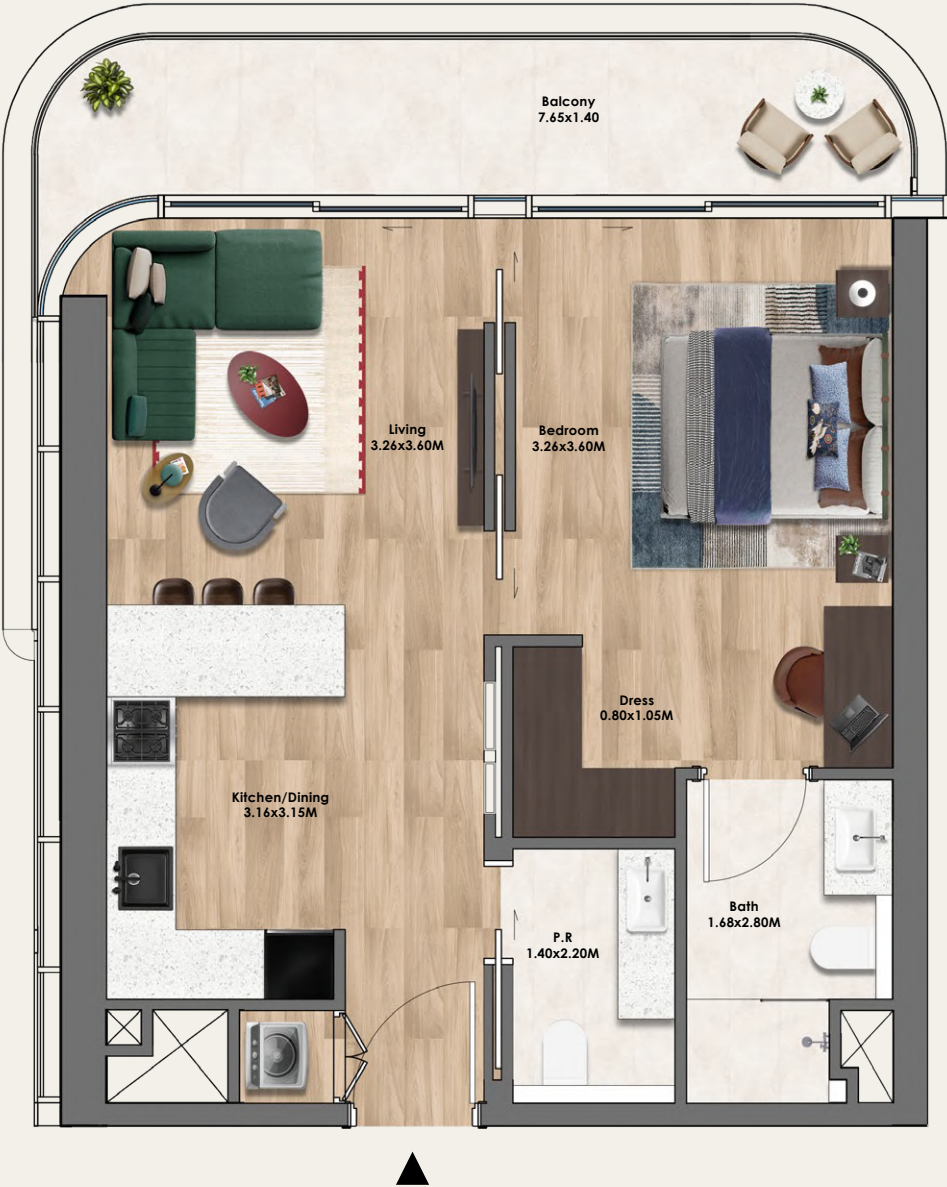 Balcony
7.65x1.40
Living
3.26x3.60M
Bedroom
3.26x3.60M
Dress
0.80x1.05M
Kitchen/Dining
3.16x3.15M
Bath
1.68x2.80M
P.R
1.40x2.20M